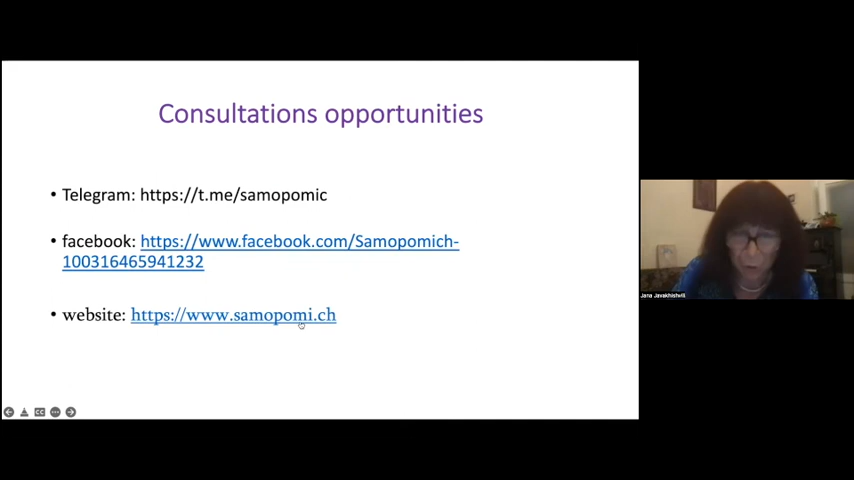 Consultations opportunities
• Telegram: https://t.me/samopomic
• facebook: https://www.facebook.com/Samopomich-
100316465941232
• website: https://www.samopomi.ch
Jana Javakhishvili